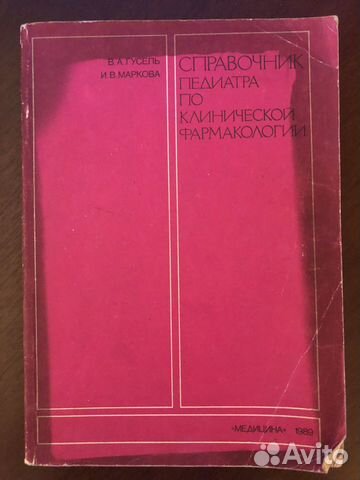 В. А. ГУСЕЛЬ
И. В. МАРКОВА
СПРАВОЧНИК
ПЕДИАТРА
ПО
КЛИНИЧЕСКОЙ
ФАРМАКОЛОГИИ
«МЕДИЦИНА» 1989
Avito